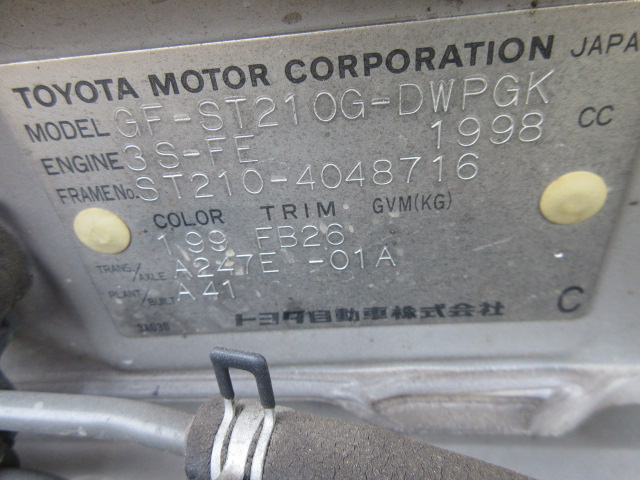 TOYOTA MOTOR CORPORATION JAPA
MODEL GF-ST210G-DWPGK
ENGINE 3S-FE 1998 CC
FRAME No. ST210-4048716
COLOR TRIM GVM(KG)
199 FB26
TRANS./AXLE A247E -01A
PLANT/BUILT A41
トヨタ自動車株式会社 C